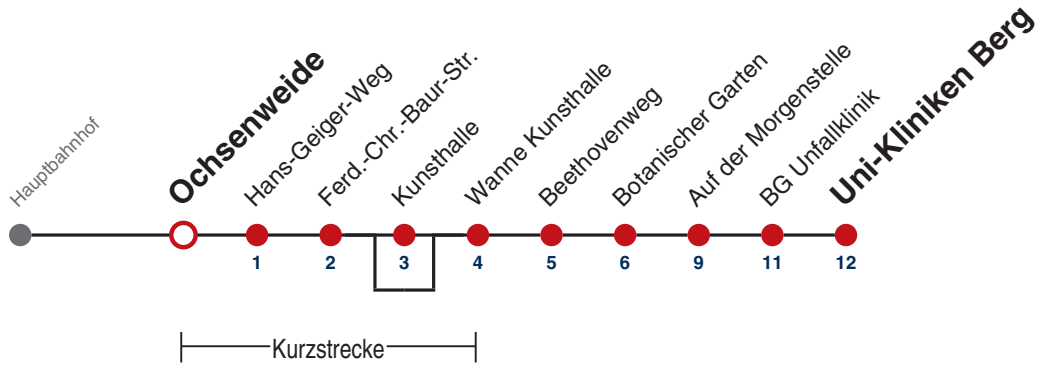 Hauptbahnhof
Ochsenweide
Hans-Geiger-Weg
Ferd.-Chr.-Baur-Str.
Kunsthalle
Wanne Kunsthalle
Beethovenweg
Botanischer Garten
Auf der Morgenstelle
BG Unfallklinik
Uni-Kliniken Berg
1 2 3 4 5 6 9 11 12
Kurzstrecke